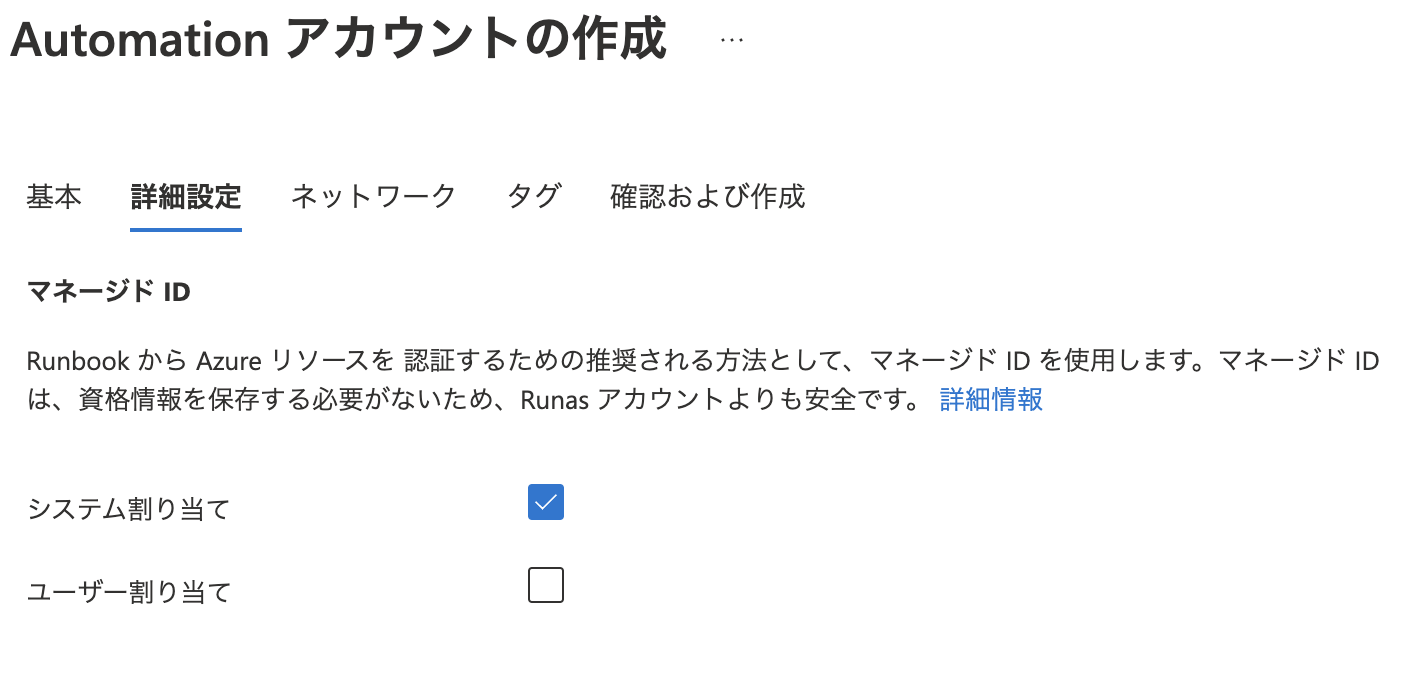 Automation アカウントの作成 …
基本 詳細設定 ネットワーク タグ 確認および作成
マネージド ID
Runbook から Azure リソースを 認証するための推奨される方法として、マネージド ID を使用します。マネージド ID
は、資格情報を保存する必要がないため、Runas アカウントよりも安全です。 詳細情報
システム割り当て
ユーザー割り当て